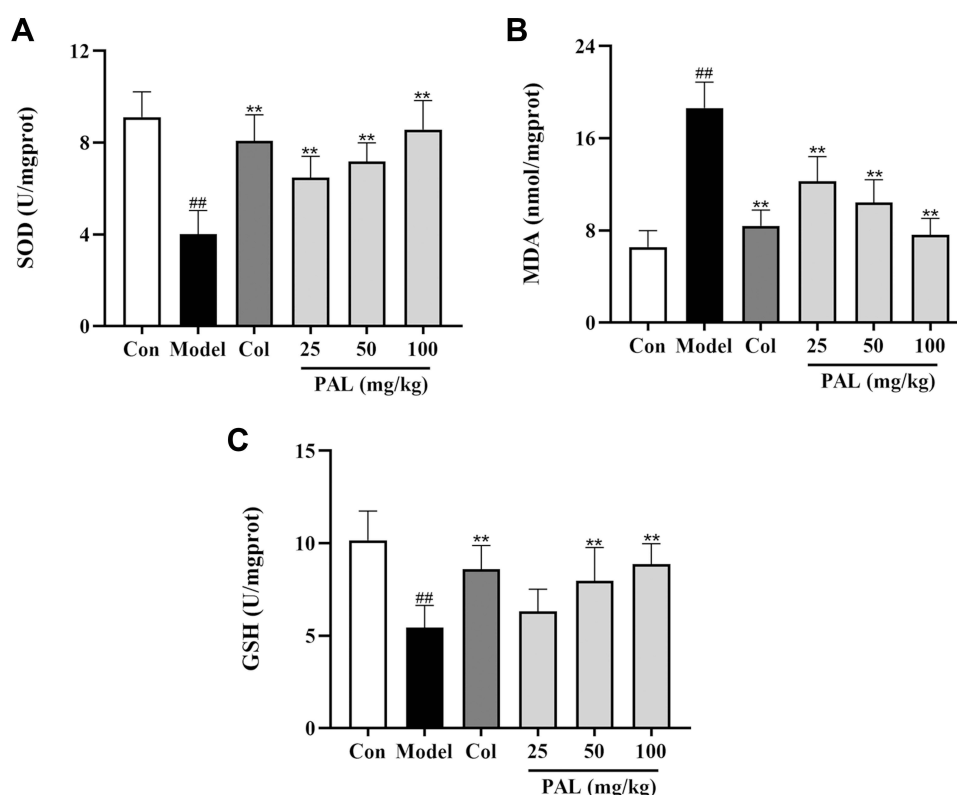 A
SOD (U/mgprot)
12
8
4
0
##
**
**
**
**
Con Model Col 25 50 100
PAL (mg/kg)
B
MDA (nmol/mgprot)
24
16
8
0
##
**
**
**
**
Con Model Col 25 50 100
PAL (mg/kg)
C
GSH (U/mgprot)
15
10
5
0
##
**
**
**
Con Model Col 25 50 100
PAL (mg/kg)